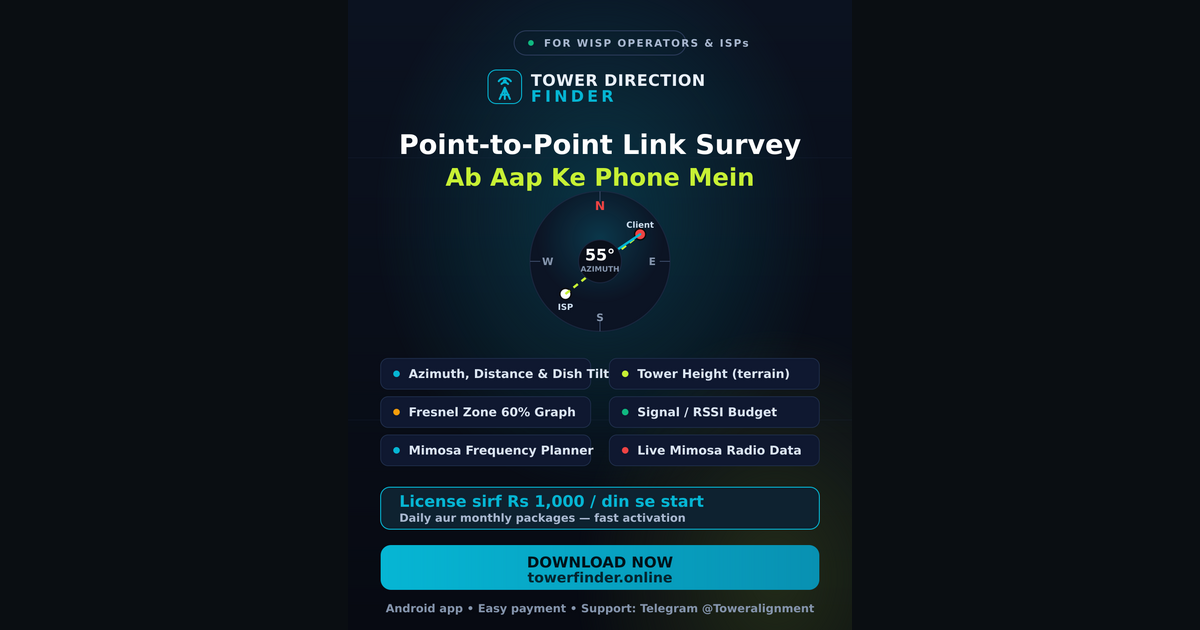 FOR WISP OPERATORS & ISPs
TOWER DIRECTION
FINDER
Point-to-Point Link Survey
Ab Aap Ke Phone Mein
N
Client
55°
AZIMUTH
W
E
ISP
S
Azimuth, Distance & Dish Tilt
Tower Height (terrain)
Fresnel Zone 60% Graph
Signal / RSSI Budget
Mimosa Frequency Planner
Live Mimosa Radio Data
License sirf Rs 1,000 / din se start
Daily aur monthly packages — fast activation
DOWNLOAD NOW
towerfinder.online
Android app • Easy payment • Support: Telegram @Toweralignment